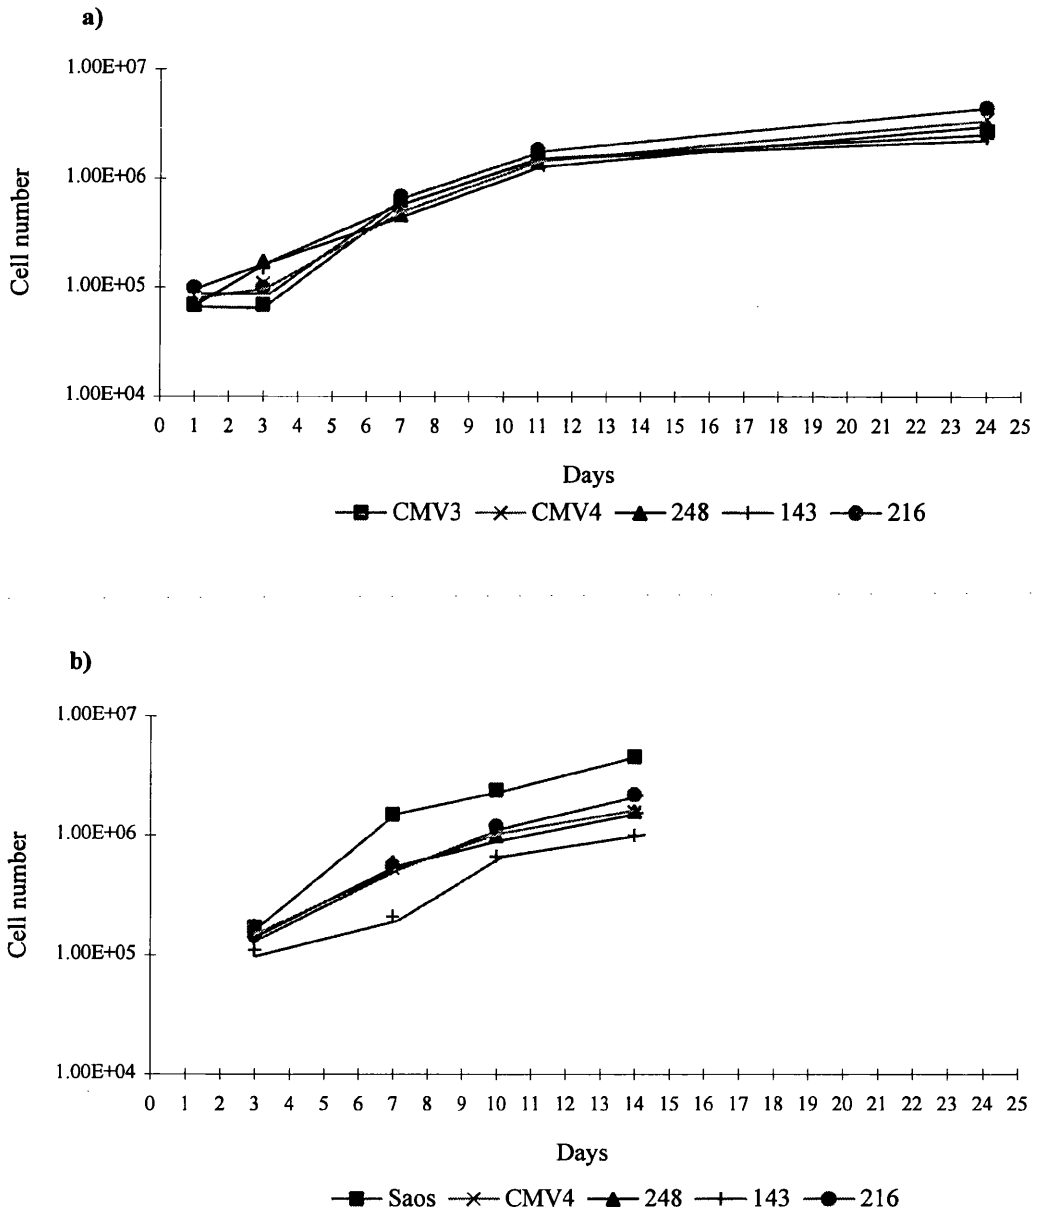 a)
1.00E+07
1.00E+06
1.00E+05
1.00E+04
Cell number
0 1 2 3 4 5 6 7 8 9 10 11 12 13 14 15 16 17 18 19 20 21 22 23 24 25
Days
CMV3 CMV4 248 143 216
b)
1.00E+07
1.00E+06
1.00E+05
1.00E+04
Cell number
0 1 2 3 4 5 6 7 8 9 10 11 12 13 14 15 16 17 18 19 20 21 22 23 24 25
Days
Saos CMV4 248 143 216